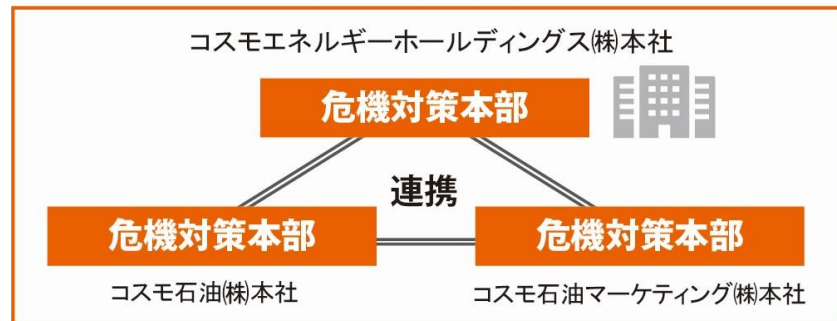 コスモエネルギーホールディングス㈱本社
危機対策本部
連携
危機対策本部
危機対策本部
コスモ石油㈱本社
コスモ石油マーケティング㈱本社